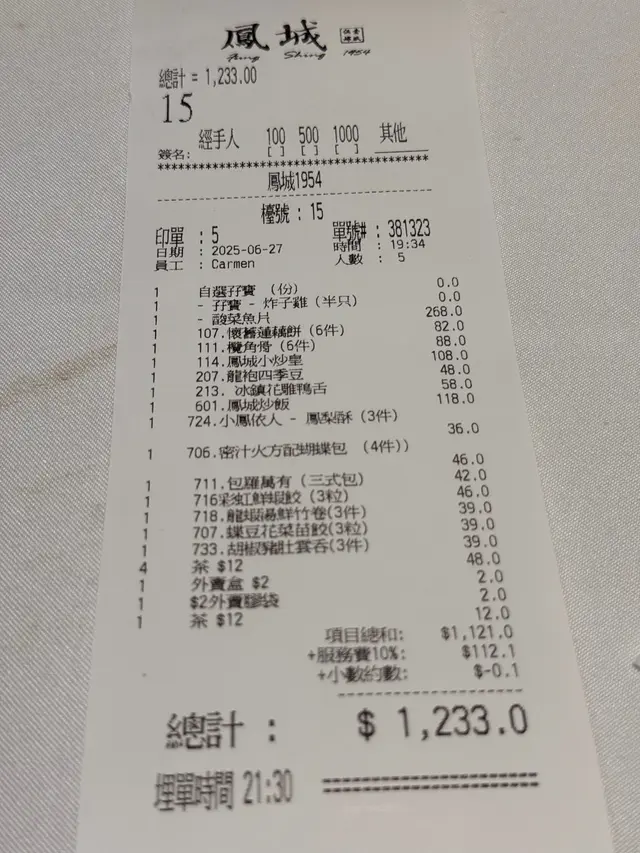 鳳城
Fung Shing 1954
總計 = 1,233.00
15
經手人 100 500 1000 其他
簽名: [ ] [ ] [ ]
鳳城1954
檯號 : 15
印單 : 5 單號# : 381323
日期 : 2025-06-27 時間 : 19:34
員工 : Carmen 人數 : 5
1 自選孖寶 (份) 0.0
1 - 孖寶 - 炸子雞 (半只) 0.0
1 - 酸菜魚片 268.0
1 107.懷舊蓮藕餅 (6件) 82.0
1 111.欖角骨 (6件) 88.0
1 114.鳳城小炒皇 108.0
1 207.龍袍四季豆 48.0
1 213. 冰鎮花雕鴨舌 58.0
1 601.鳳城炒飯 118.0
1 724.小鳳依人 - 鳳梨酥 (3件) 36.0
1 706.密汁火方配蝴蝶包 (4件)) 46.0
1 711.包羅萬有 (三式包) 42.0
1 716彩虹鮮蝦餃 (3粒) 46.0
1 718.龍蝦湯鮮竹卷(3件) 39.0
1 707.蝶豆花菜苗餃(3粒) 39.0
1 733.胡椒豬肚雲吞(3件) 39.0
4 茶 $12 48.0
1 外賣盒 $2 2.0
1 $2外賣膠袋 2.0
1 茶 $12 12.0
項目總和: $1,121.0
+服務費10%: $112.1
+小數約數: $-0.1
總計 : $ 1,233.0
埋單時間 21:30